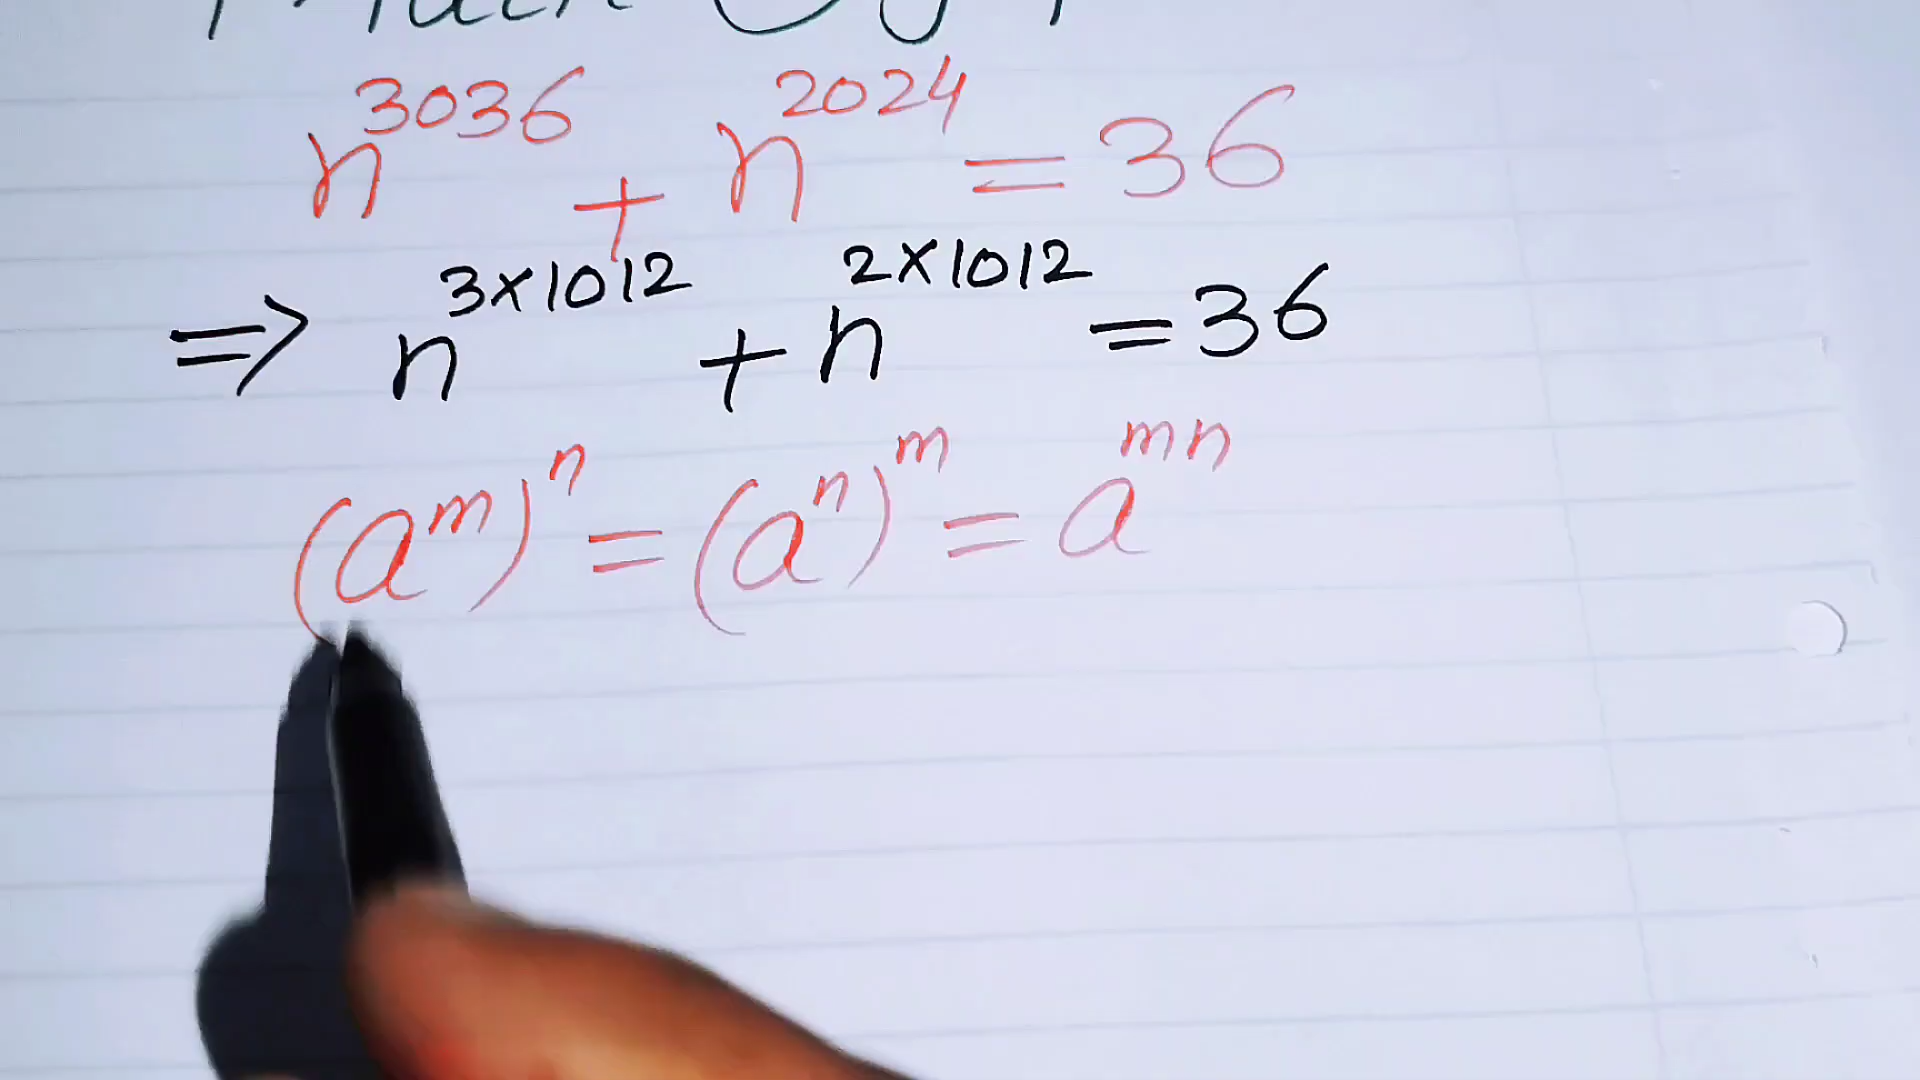 n^3036 + n^2024 = 36
⇒ n^3×1012 + n^2×1012 = 36
(a^m)^n = (a^n)^m = a^mn